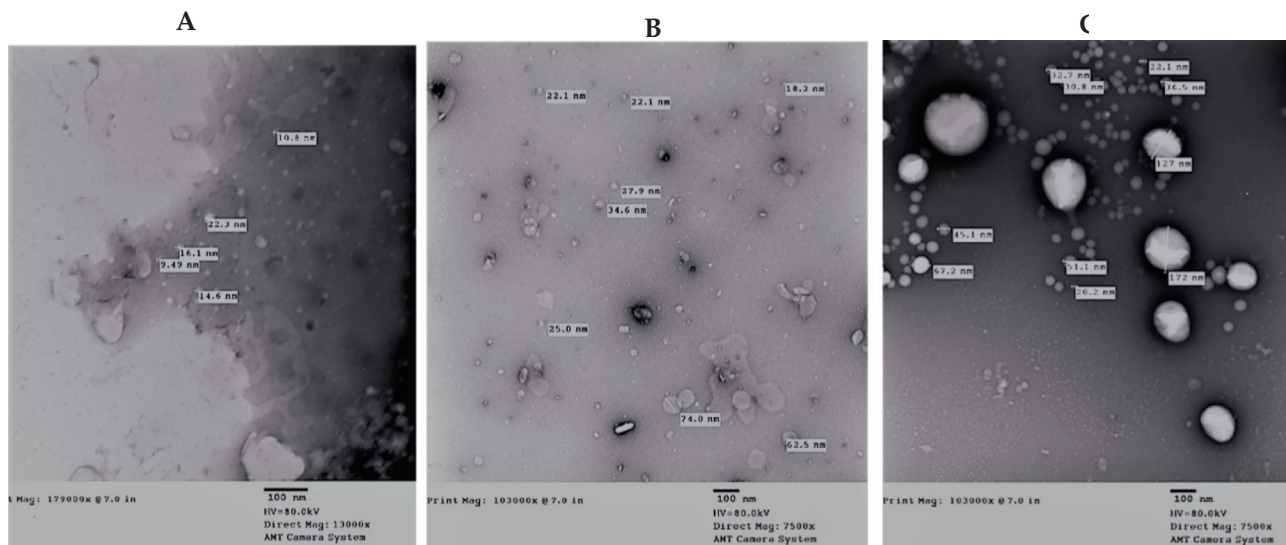 A
10.8 nm
22.3 nm
16.1 nm
9.49 nm
14.6 nm
t Mag: 179000x @ 7.0 in
100 nm
HV=80.0kV
Direct Mag: 13000x
AMT Camera System
B
22.1 nm
22.1 nm
18.3 nm
27.9 nm
34.6 nm
25.0 nm
74.0 nm
62.5 nm
Print Mag: 103000x @ 7.0 in
100 nm
HV=80.0kV
Direct Mag: 7500x
AMT Camera System
C
32.7 nm
30.8 nm
22.1 nm
36.5 nm
127 nm
45.1 nm
67.2 nm
51.1 nm
20.2 nm
172 nm
Print Mag: 103000x @ 7.0 in
100 nm
HV=80.0kV
Direct Mag: 7500x
AMT Camera System